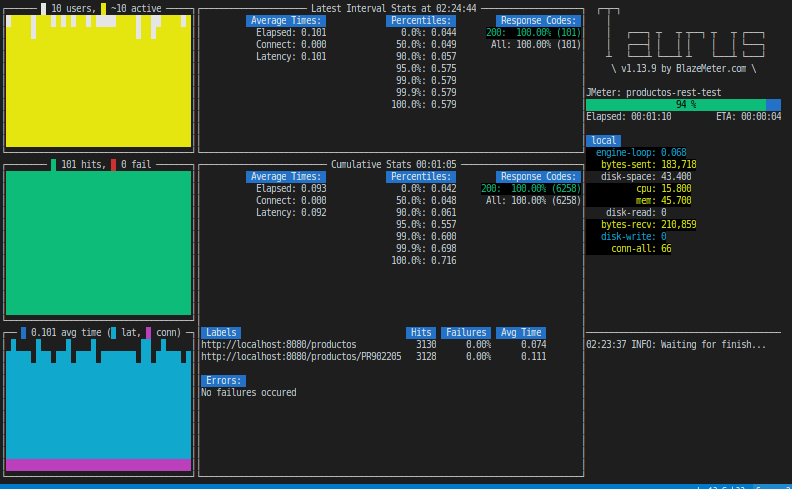 10 users, ~10 active
Latest Interval Stats at 02:24:44
Average Times:
Elapsed: 0.101
Connect: 0.000
Latency: 0.101
Percentiles:
0.0%: 0.044
50.0%: 0.049
90.0%: 0.057
95.0%: 0.575
99.0%: 0.579
99.9%: 0.579
100.0%: 0.579
Response Codes:
200: 100.00% (101)
All: 100.00% (101)
TAURUS
\ v1.13.9 by BlazeMeter.com \
JMeter: productos-rest-test
94 %
Elapsed: 00:01:10 ETA: 00:00:04
101 hits, 0 fail
Cumulative Stats 00:01:05
Average Times:
Elapsed: 0.093
Connect: 0.000
Latency: 0.092
Percentiles:
0.0%: 0.042
50.0%: 0.048
90.0%: 0.061
95.0%: 0.557
99.0%: 0.600
99.9%: 0.698
100.0%: 0.716
Response Codes:
200: 100.00% (6258)
All: 100.00% (6258)
local
engine-loop: 0.068
bytes-sent: 183,718
disk-space: 43.400
cpu: 15.800
mem: 45.700
disk-read: 0
bytes-recv: 210,859
disk-write: 0
conn-all: 66
0.101 avg time ( lat, conn)
Labels Hits Failures Avg Time
http://localhost:8080/productos 3130 0.00% 0.074
http://localhost:8080/productos/PR902205 3128 0.00% 0.111
Errors:
No failures occured
02:23:37 INFO: Waiting for finish...